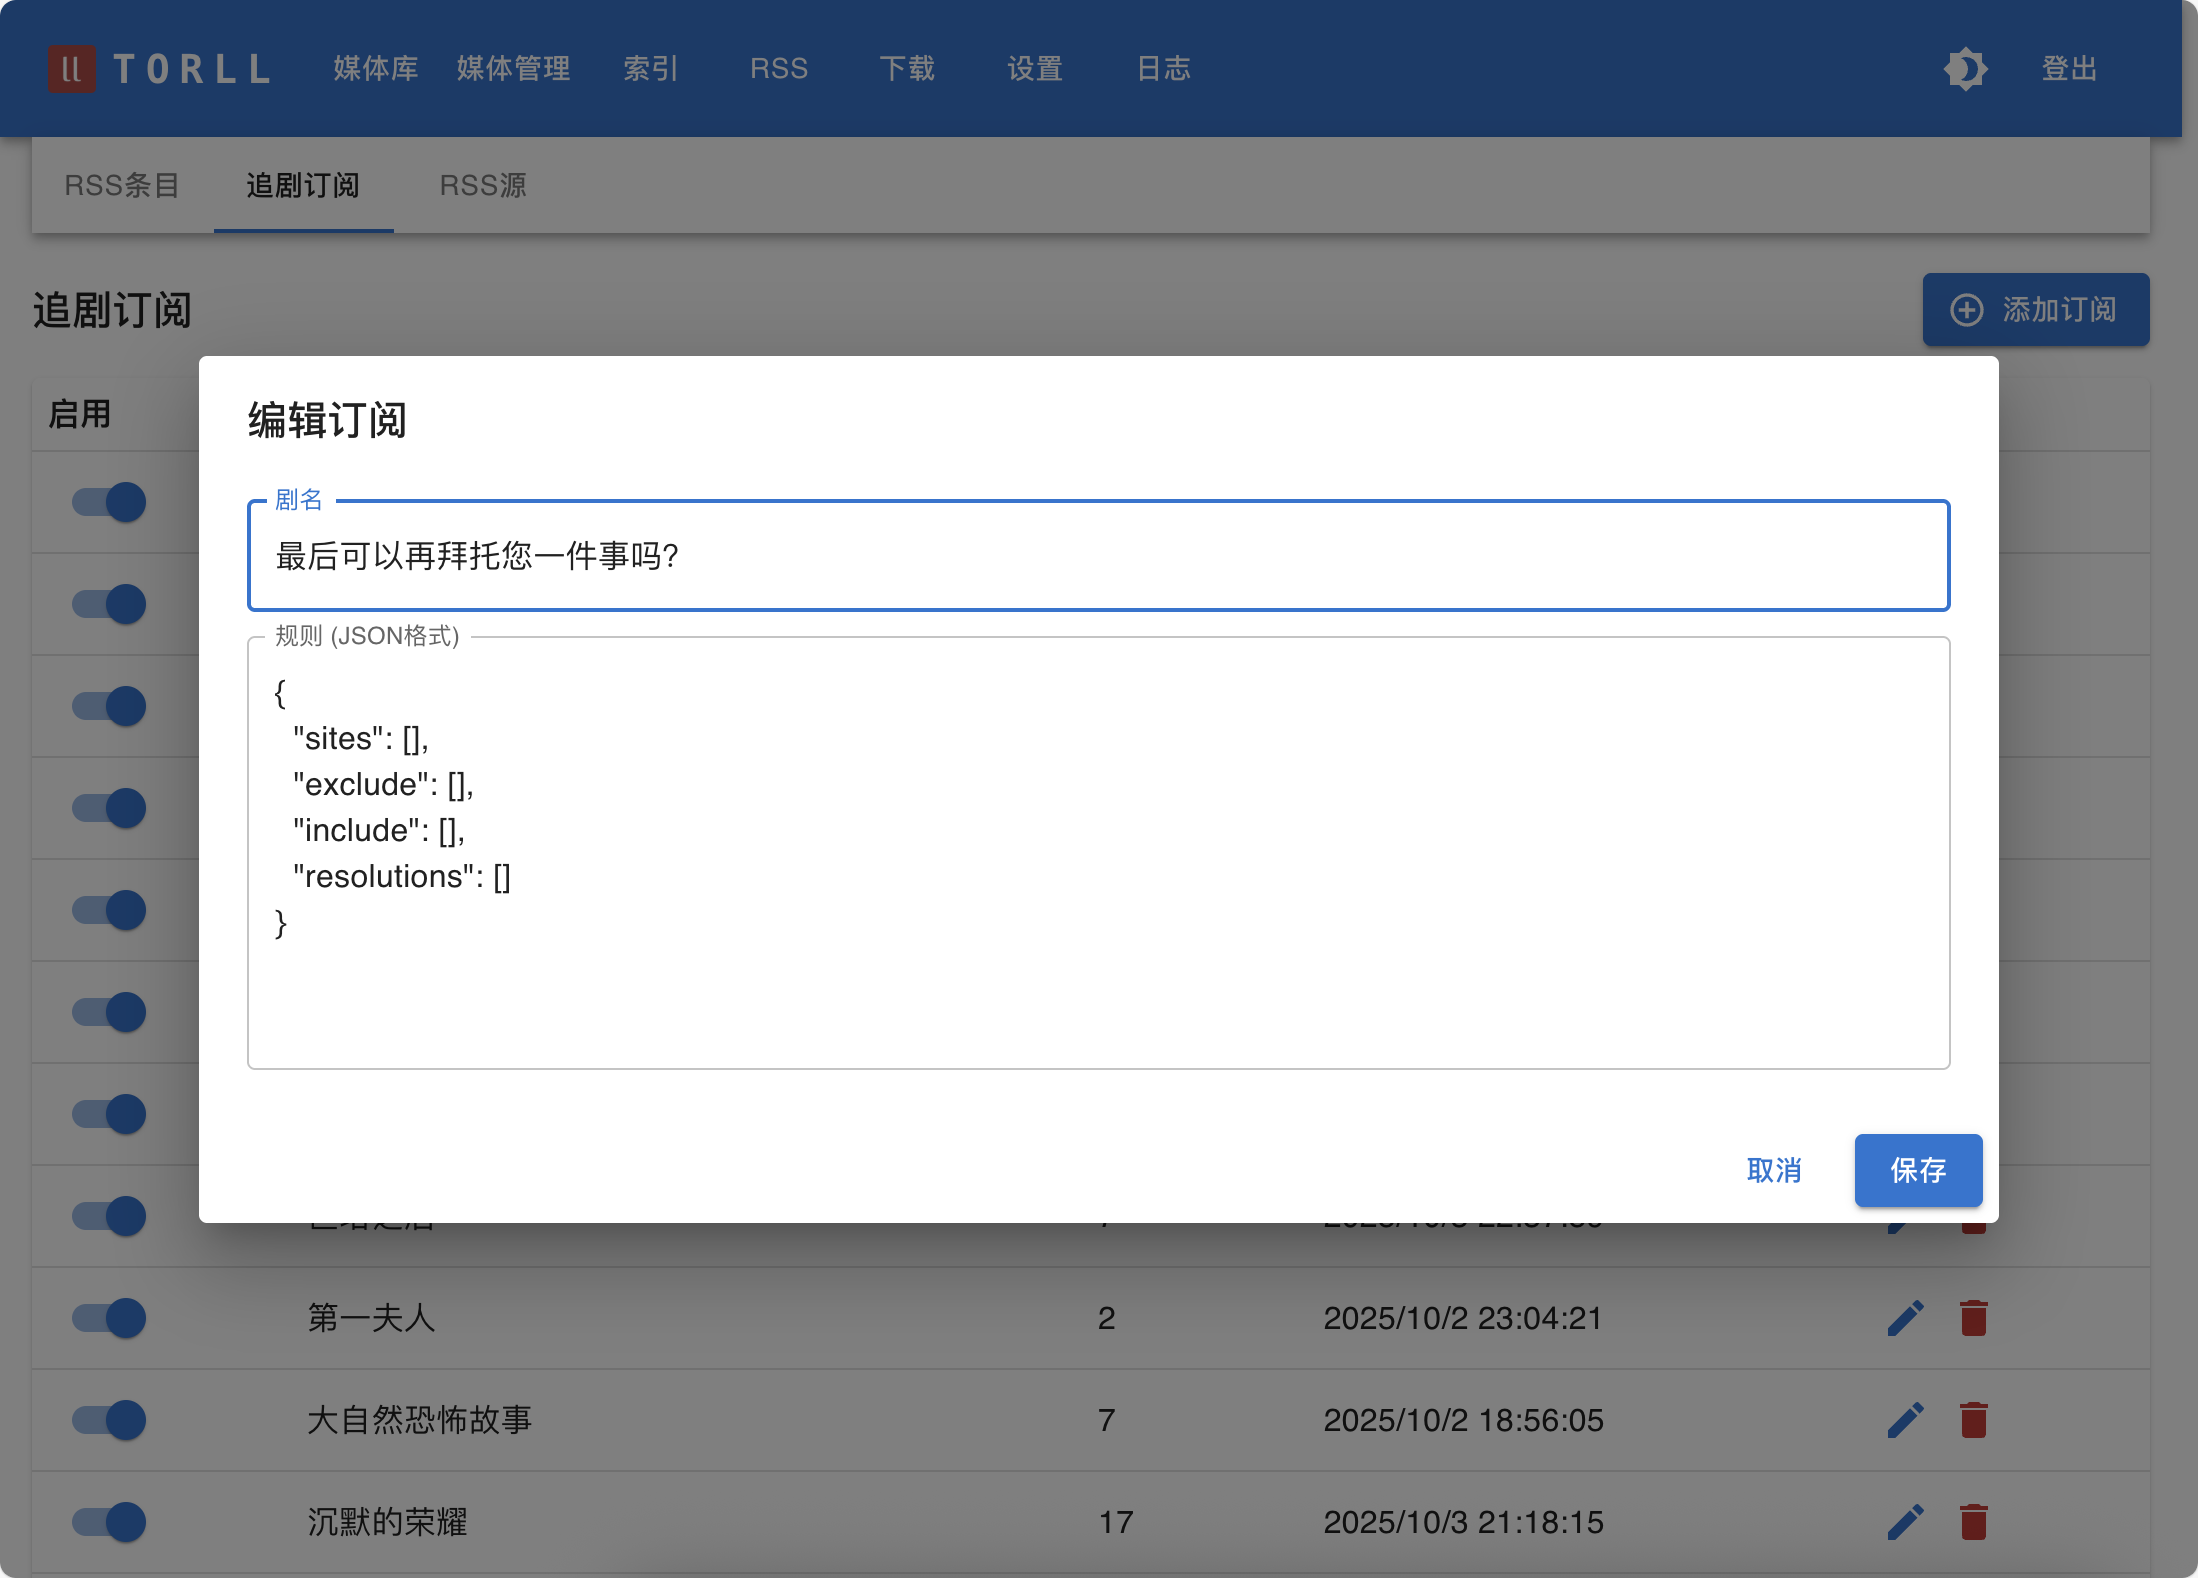 TORLL 媒体库 媒体管理 索引 RSS 下载 设置 日志 登出
RSS条目 追剧订阅 RSS源
追剧订阅 添加订阅
启用
编辑订阅
剧名
最后可以再拜托您一件事吗?
规则 (JSON格式)
{
"sites": [],
"exclude": [],
"include": [],
"resolutions": []
}
取消 保存
第一夫人 2 2025/10/2 23:04:21
大自然恐怖故事 7 2025/10/2 18:56:05
沉默的荣耀 17 2025/10/3 21:18:15